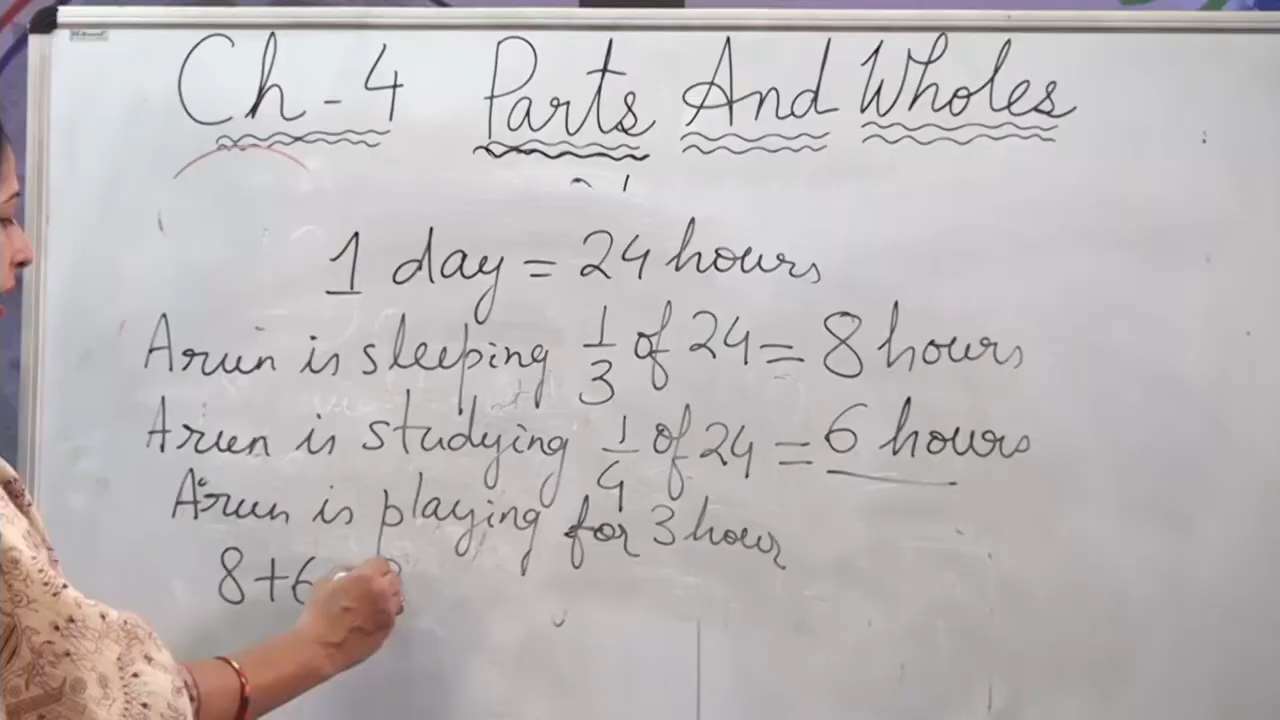 Ch-4 Parts And Wholes
1 day = 24 hours
Arun is sleeping 1/3 of 24 = 8 hours
Arun is studying 1/4 of 24 = 6 hours
Arun is playing for 3 hour
8+6